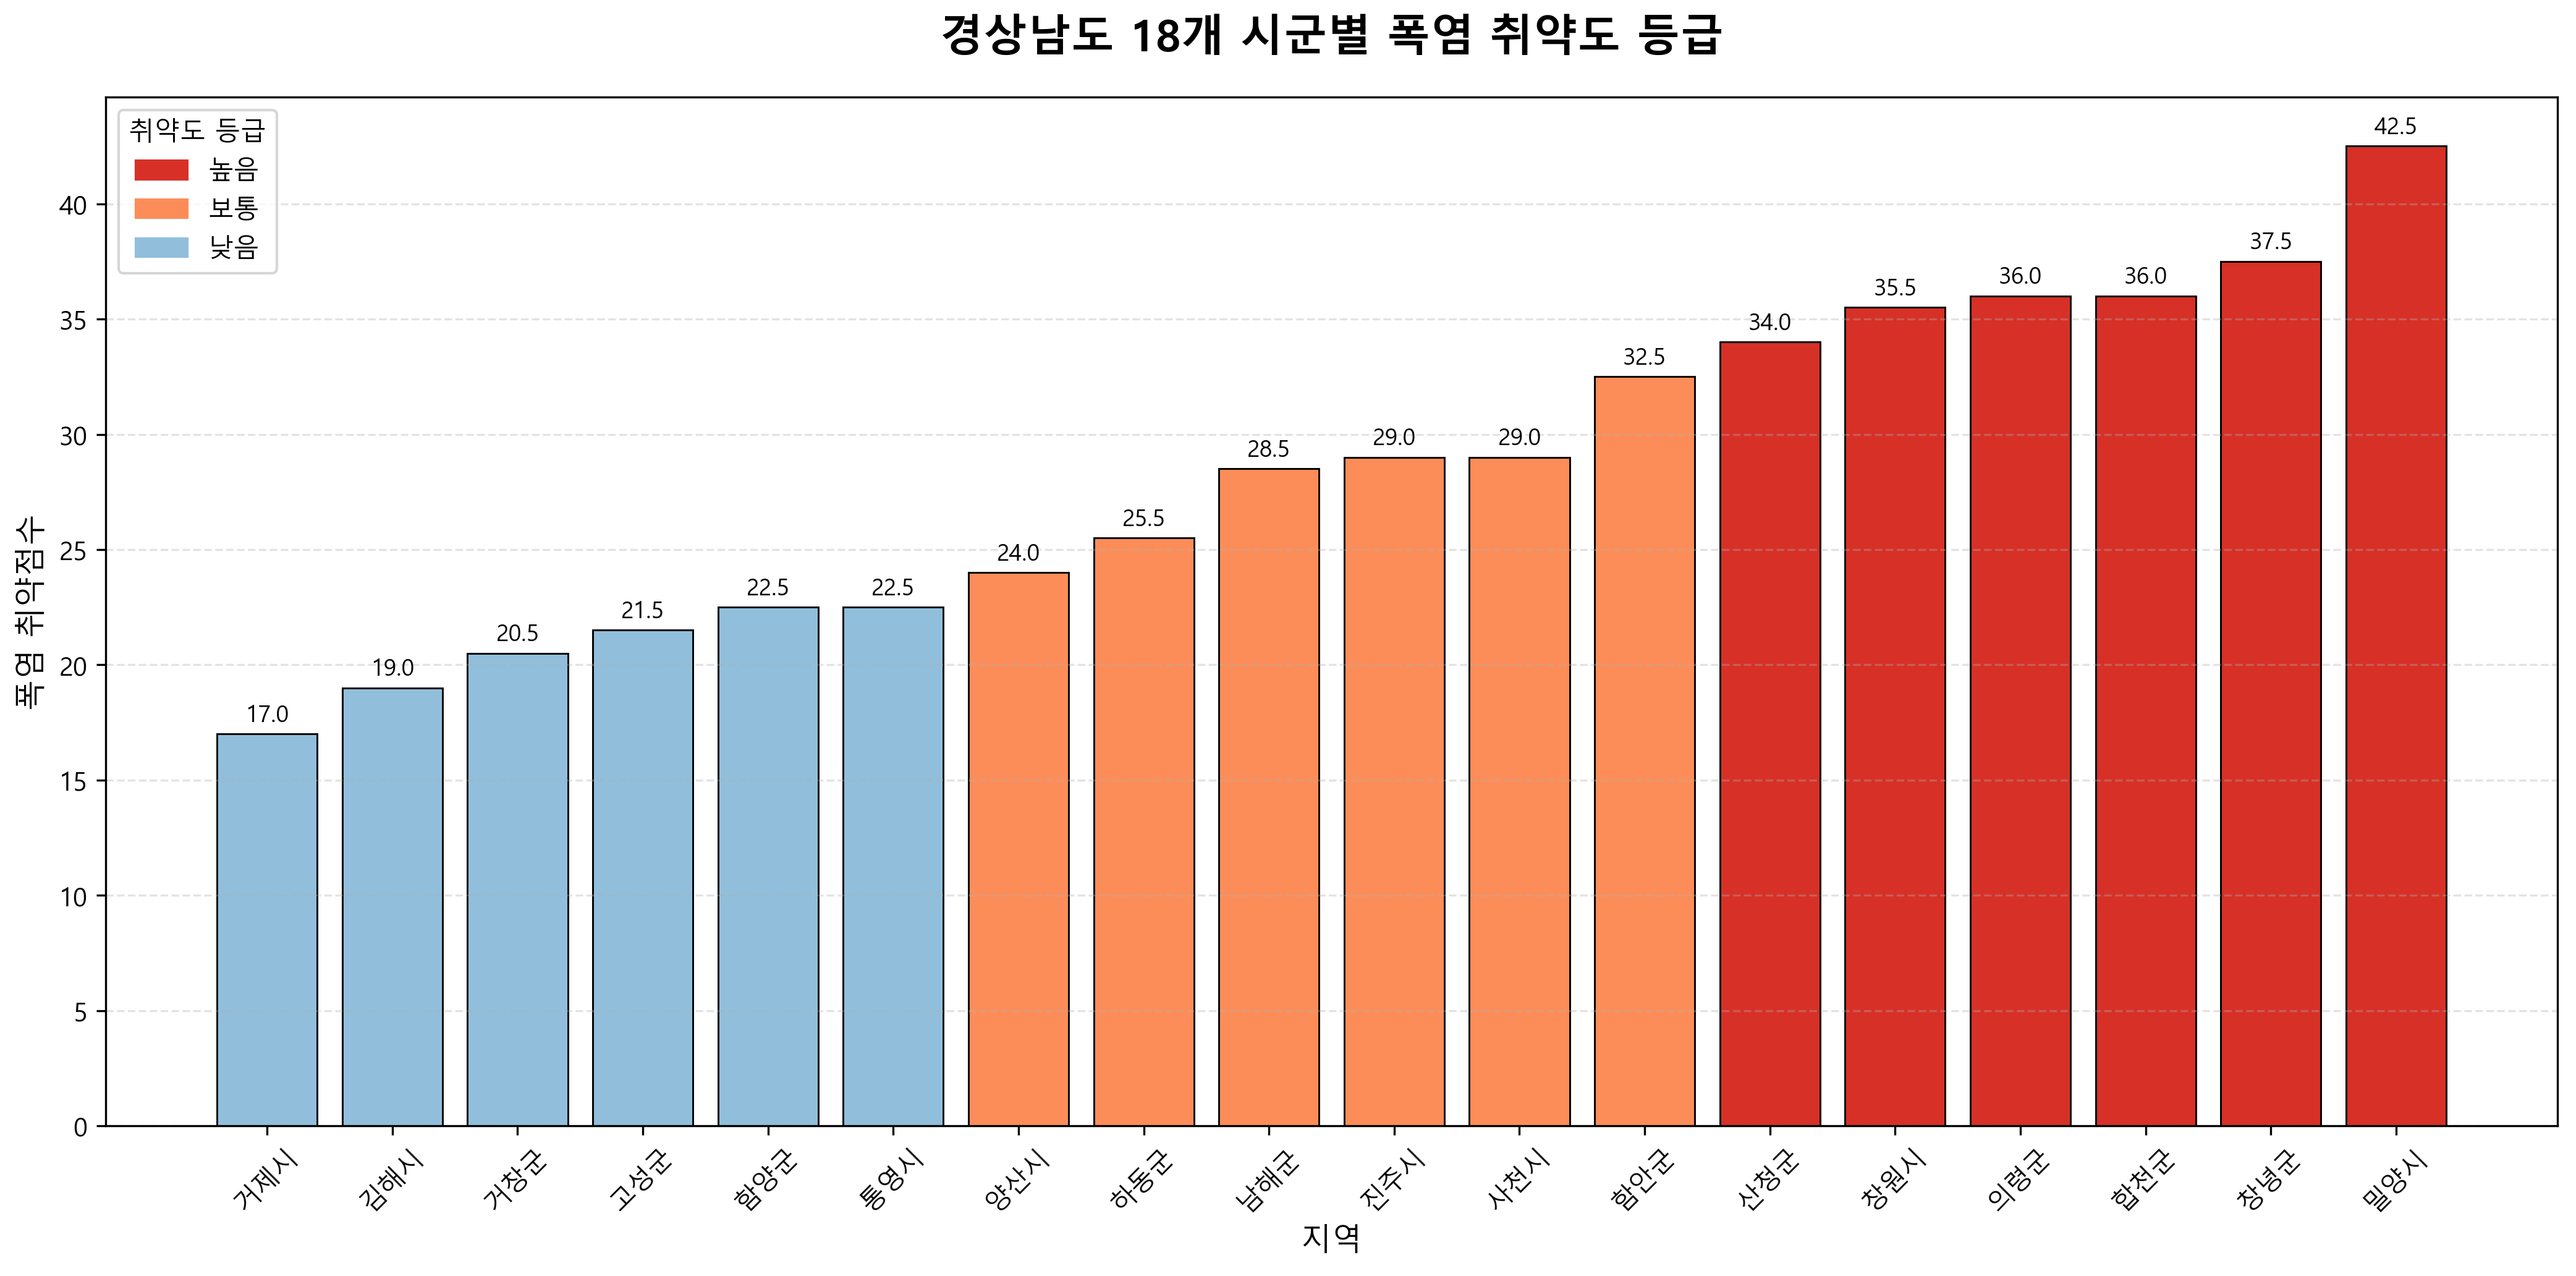 경상남도 18개 시군별 폭염 취약도 등급
취약도 등급
높음
보통
낮음
폭염 취약점수
40
35
30
25
20
15
10
5
0
17.0
19.0
20.5
21.5
22.5
22.5
24.0
25.5
28.5
29.0
29.0
32.5
34.0
35.5
36.0
36.0
37.5
42.5
거제시
김해시
거창군
고성군
함양군
통영시
양산시
하동군
남해군
진주시
사천시
함안군
산청군
창원시
의령군
합천군
창녕군
밀양시
지역